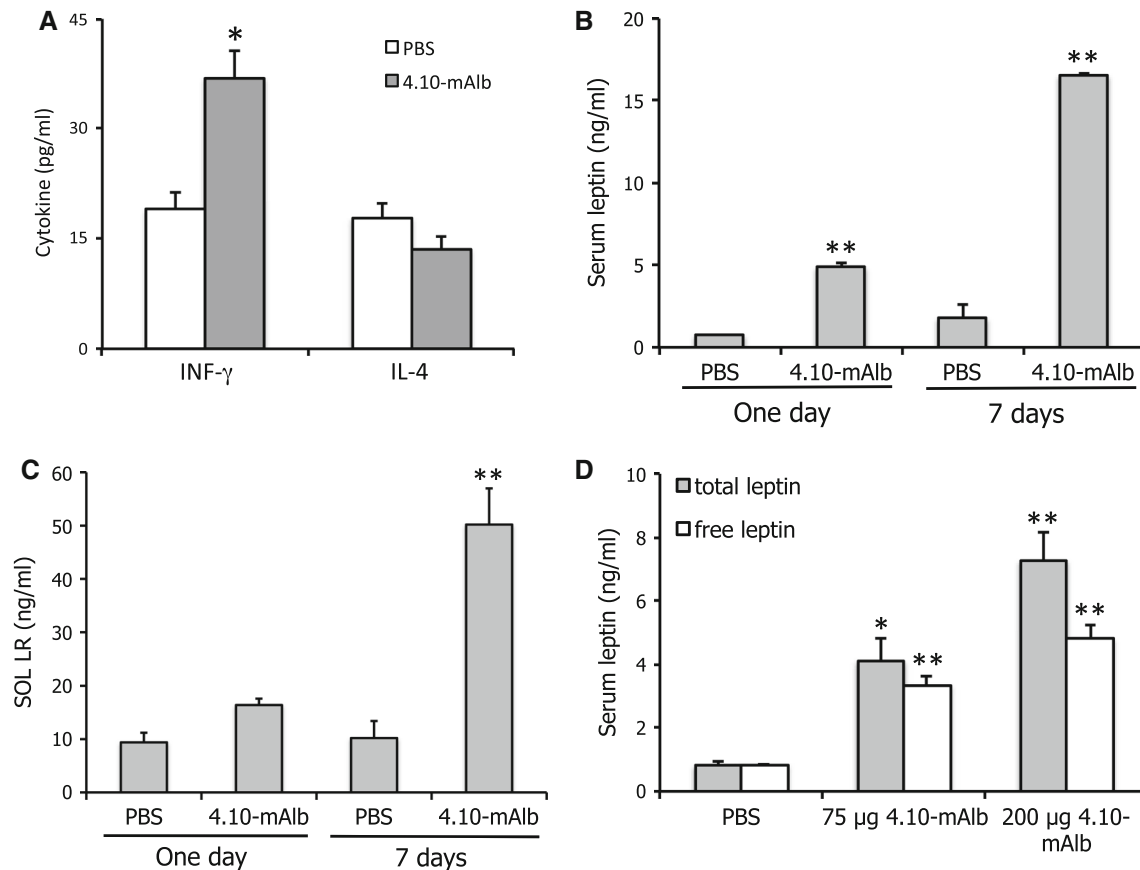 A
Cytokine (pg/ml)
45
30
15
0
*
PBS
4.10-mAlb
INF-γ
IL-4
B
Serum leptin (ng/ml)
20
15
10
5
0
**
**
PBS
4.10-mAlb
PBS
4.10-mAlb
One day
7 days
C
SOL LR (ng/ml)
60
50
40
30
20
10
0
**
PBS
4.10-mAlb
PBS
4.10-mAlb
One day
7 days
D
Serum leptin (ng/ml)
10
8
6
4
2
0
total leptin
free leptin
*
**
**
**
PBS
75 µg 4.10-mAlb
200 µg 4.10-
mAlb